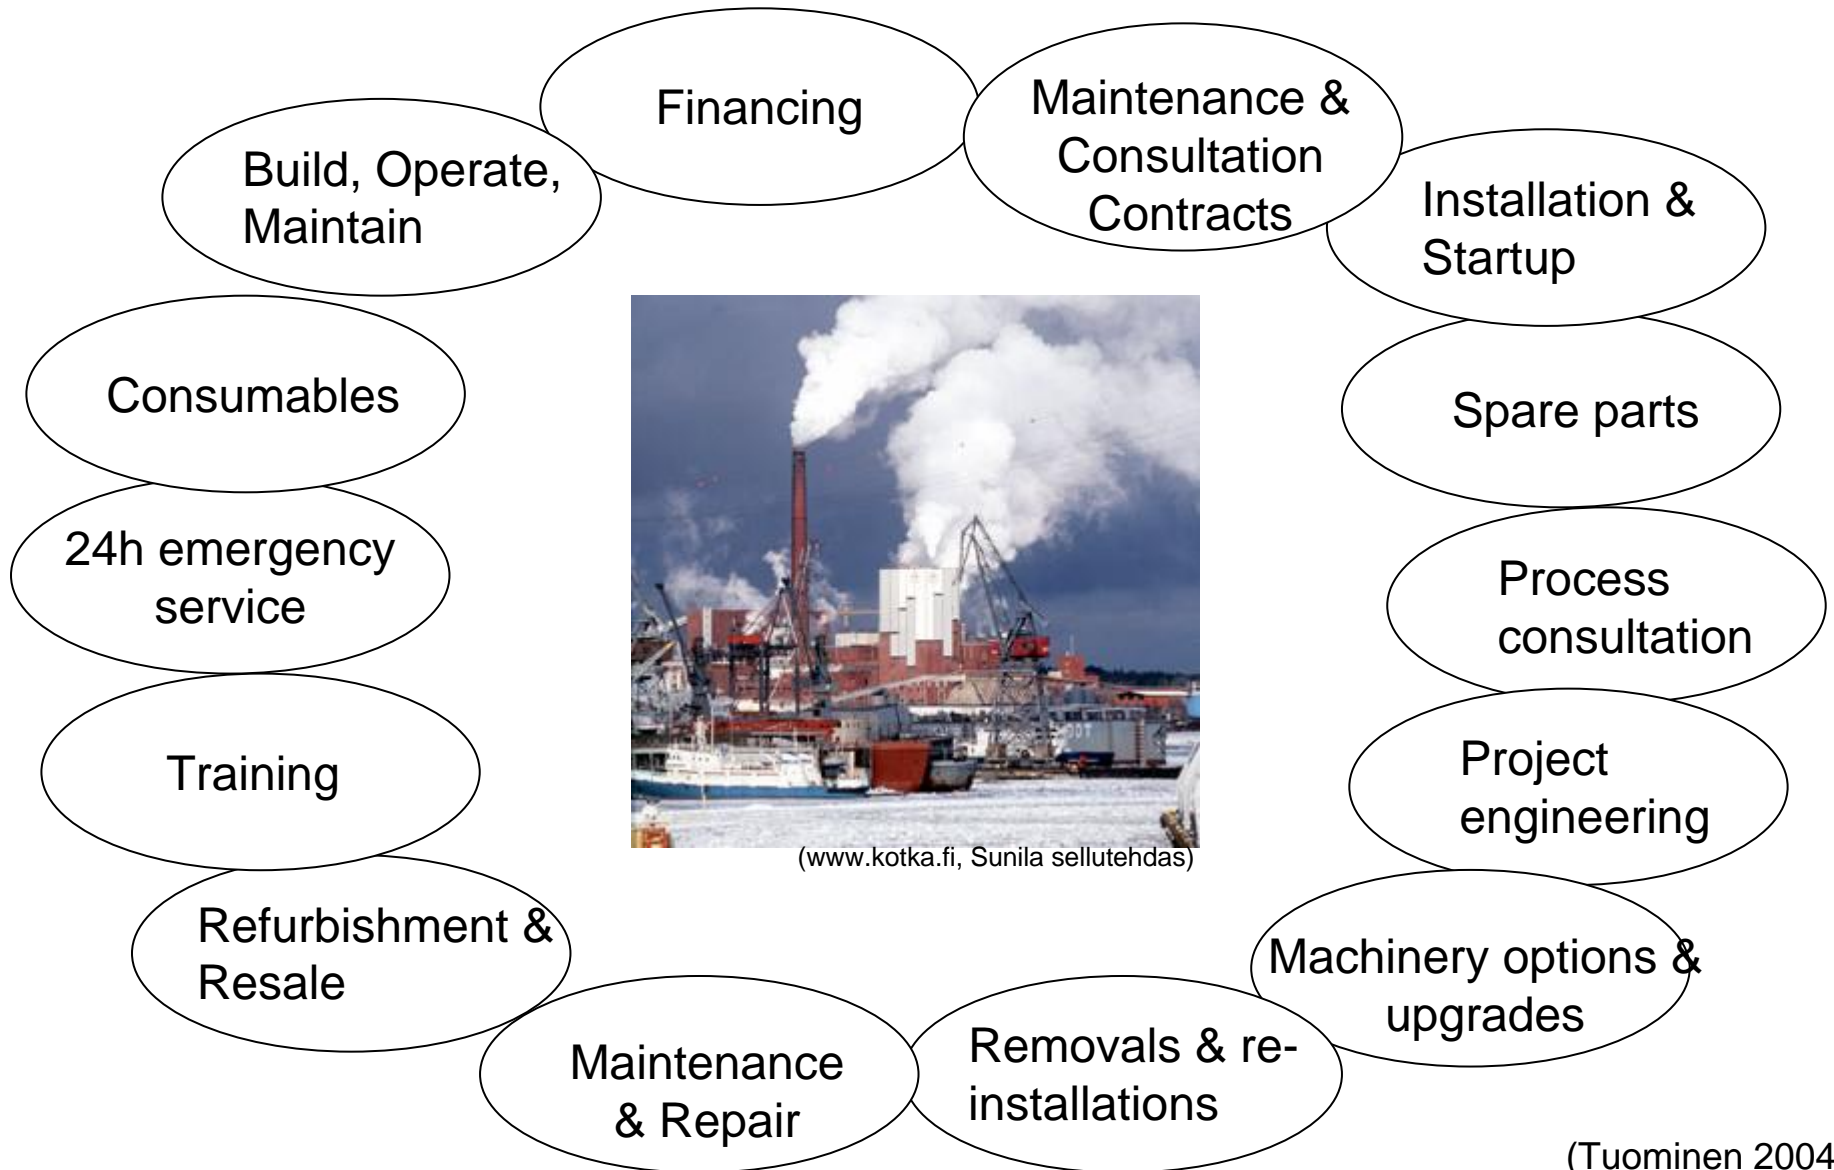 Financing
Maintenance &
Consultation
Contracts
Build, Operate,
Maintain
Installation &
Startup
Consumables
Spare parts
24h emergency
service
Process
consultation
Training
Project
engineering
(www.kotka.fi, Sunila sellutehdas)
Refurbishment &
Resale
Machinery options &
upgrades
Maintenance
& Repair
Removals & re-
installations
(Tuominen 2004